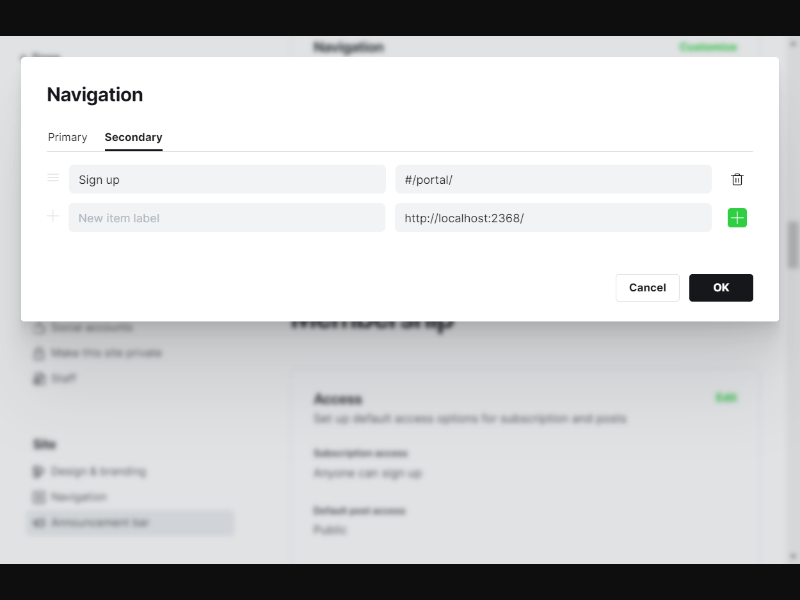 Navigation
Customize
Navigation
Primary
Secondary
Sign up
#/portal/
New item label
http://localhost:2368/
Cancel
OK
Social accounts
Make this site private
Staff
Membership
Access
Edit
Set up default access options for subscription and posts
Subscription access
Anyone can sign up
Default post access
Public
Site
Design & branding
Navigation
Announcement bar